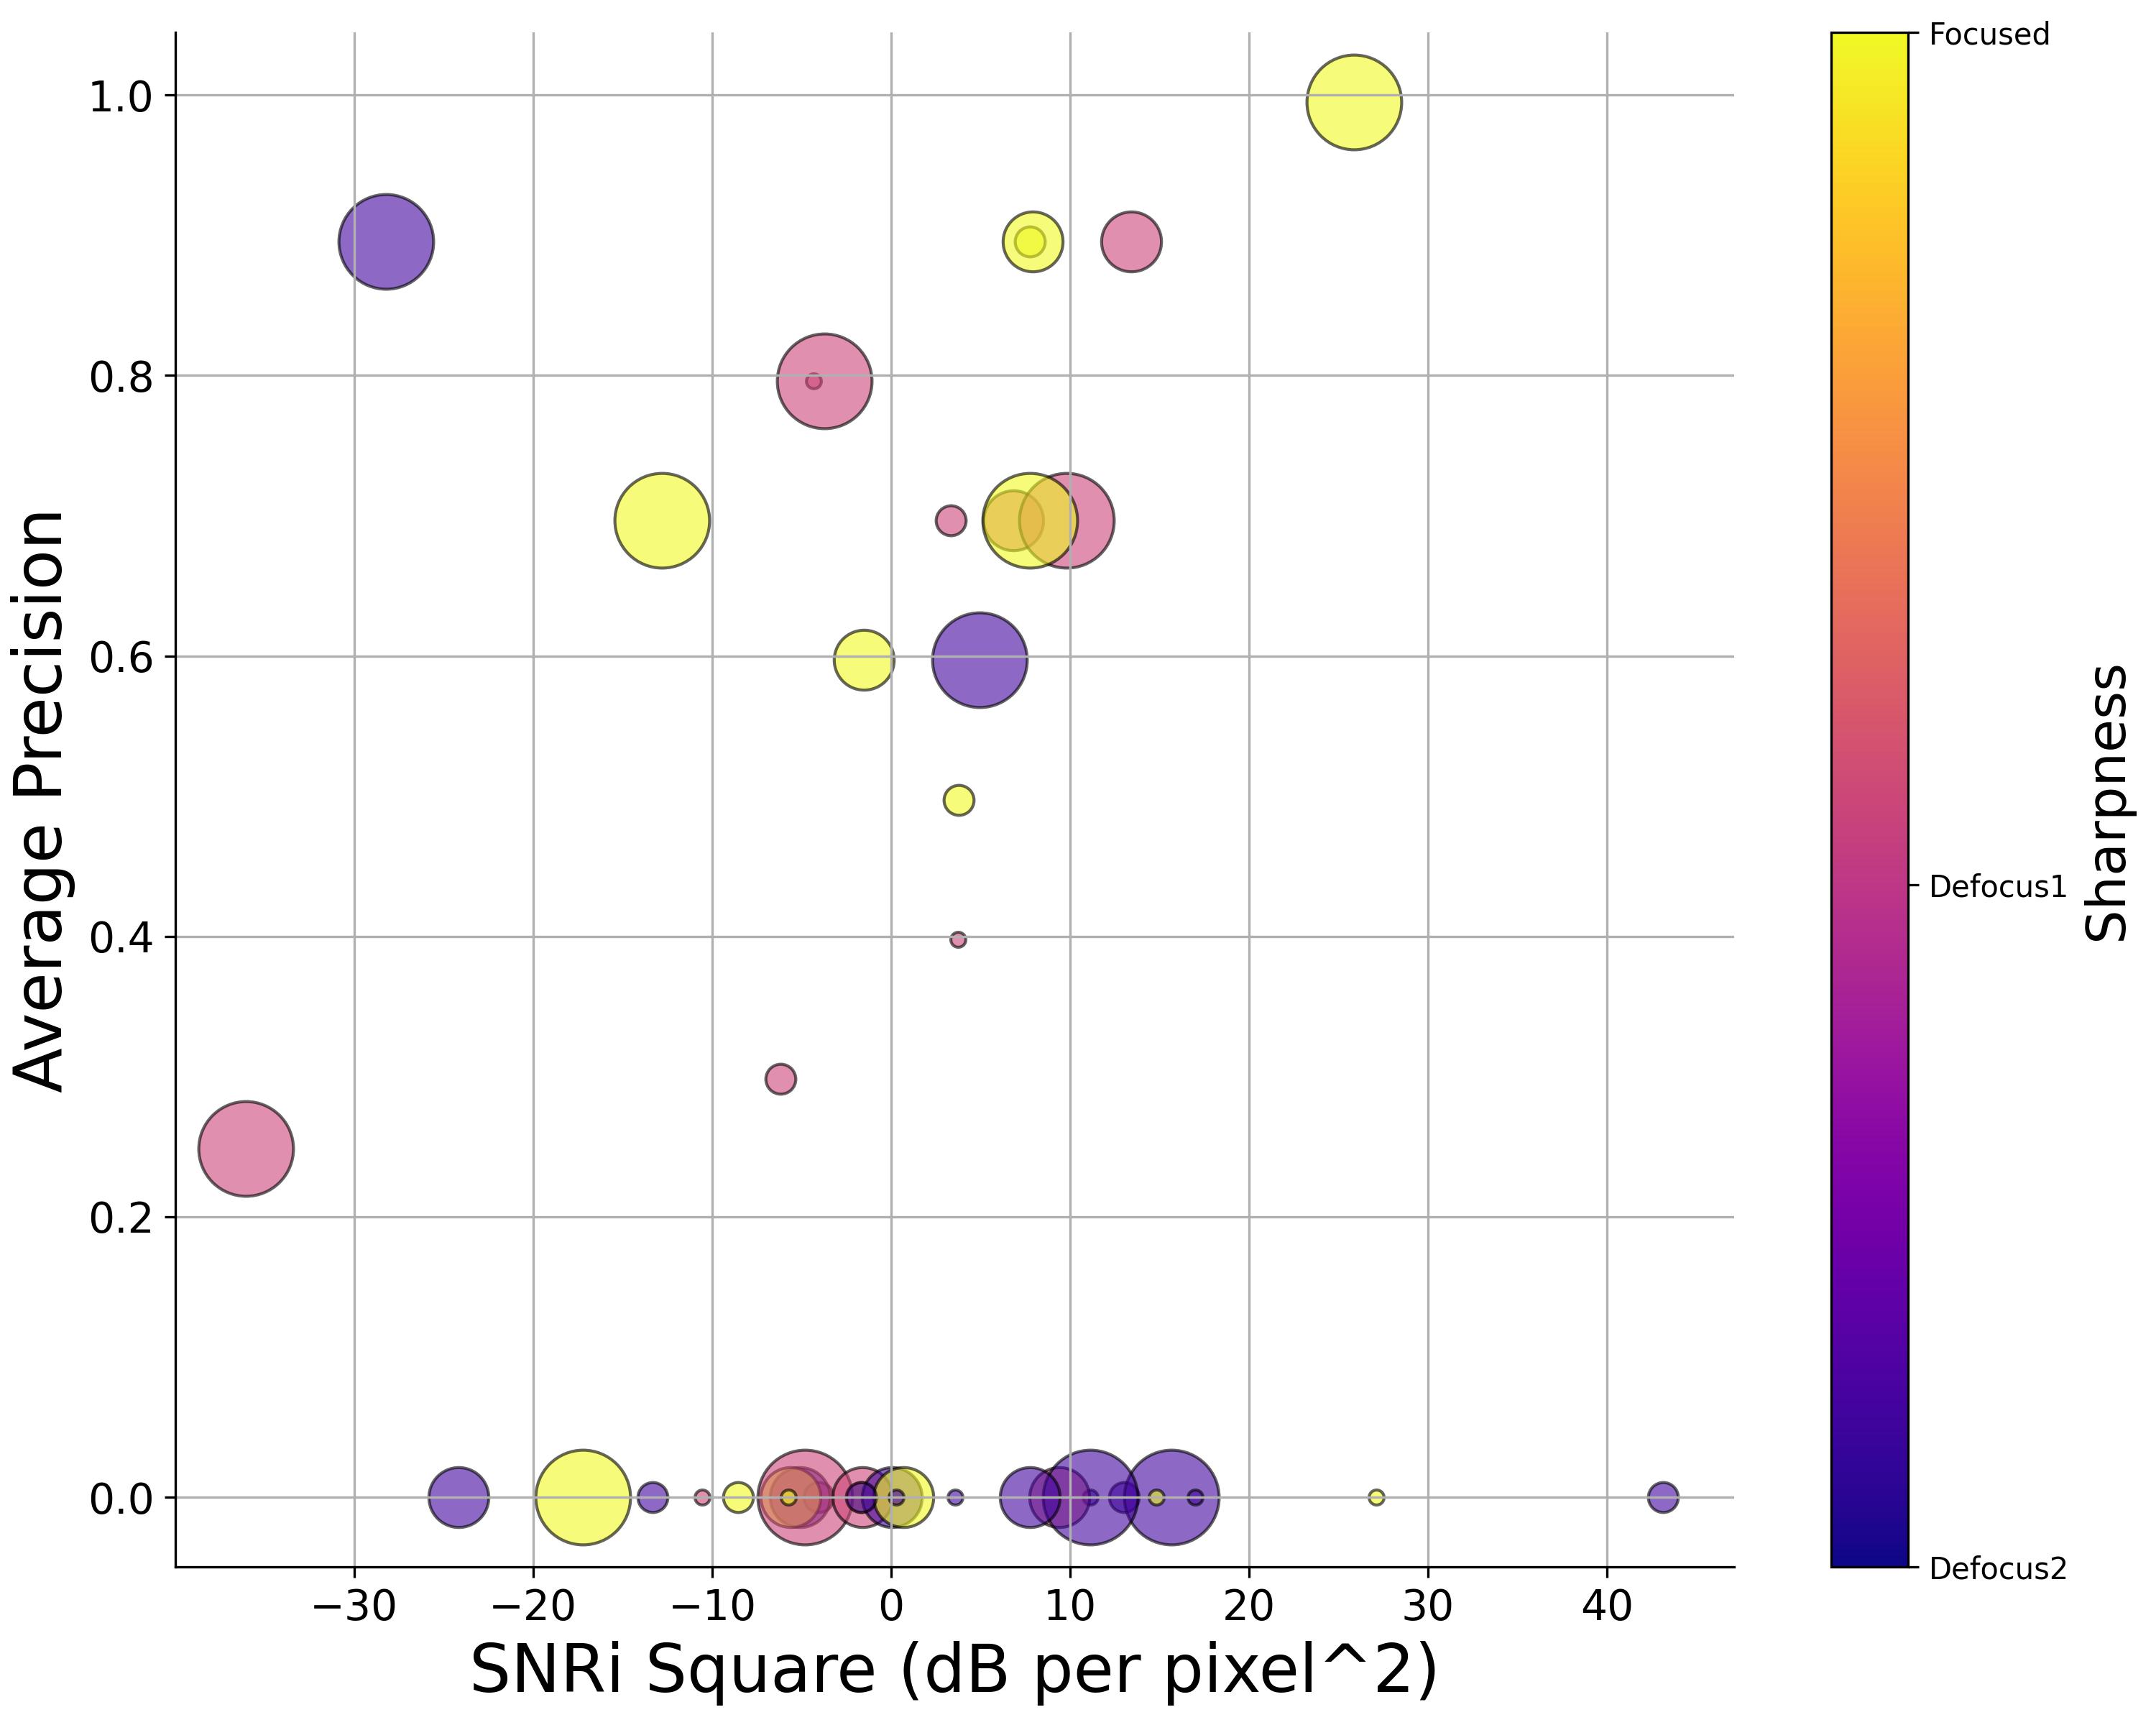 1.0
0.8
0.6
0.4
0.2
0.0
Average Precision
−30 −20 −10 0 10 20 30 40
SNRi Square (dB per pixel^2)
Focused
Defocus1
Defocus2
Sharpness